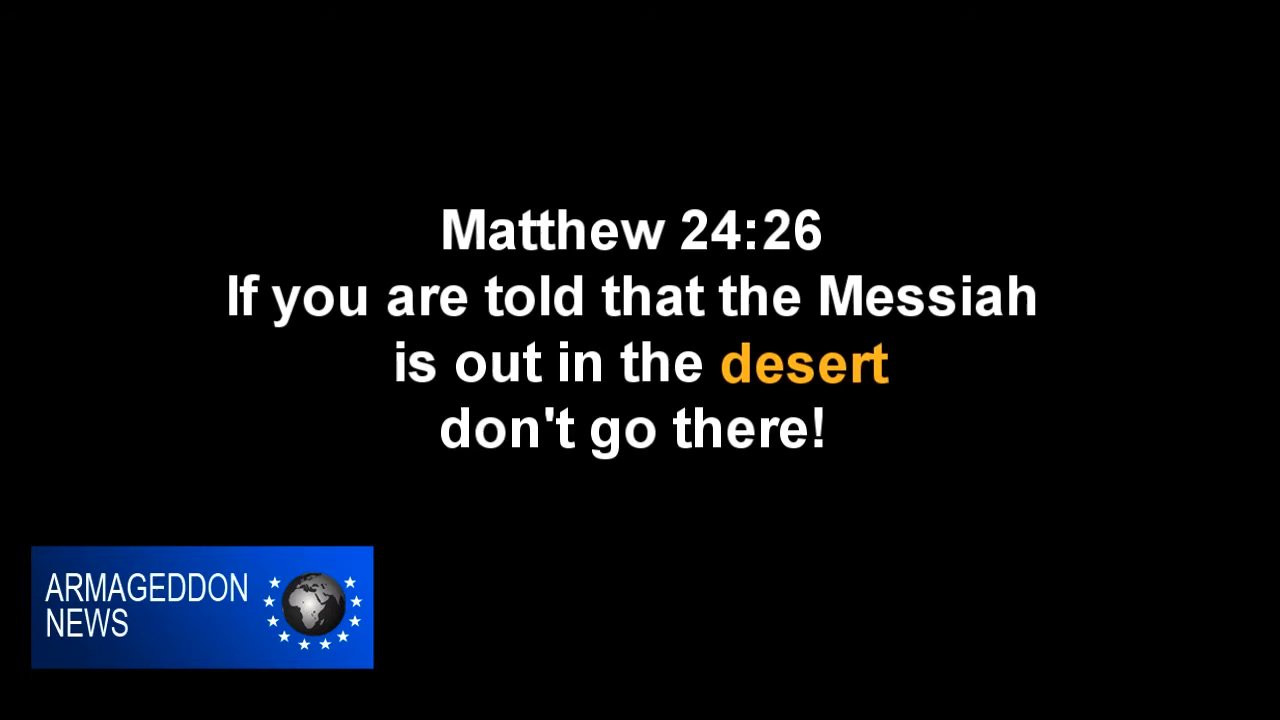 Matthew 24:26
If you are told that the Messiah
is out in the desert
don't go there!
ARMAGEDDON
NEWS